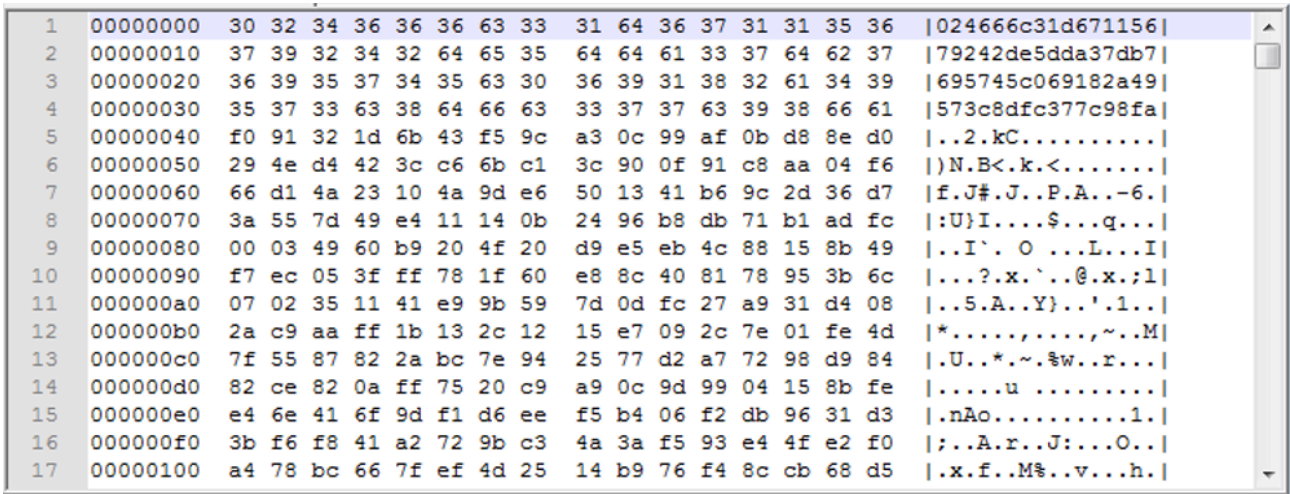 1 00000000 30 32 34 36 36 36 63 33 31 64 36 37 31 31 35 36 |024666c31d671156|
2 00000010 37 39 32 34 32 64 65 35 64 64 61 33 37 64 62 37 |79242de5dda37db7|
3 00000020 36 39 35 37 34 35 63 30 36 39 31 38 32 61 34 39 |695745c069182a49|
4 00000030 35 37 33 63 38 64 66 63 33 37 37 63 39 38 66 61 |573c8dfc377c98fa|
5 00000040 f0 91 32 1d 6b 43 f5 9c a3 0c 99 af 0b d8 8e d0 |..2.kC..........|
6 00000050 29 4e d4 42 3c c6 6b c1 3c 90 0f 91 c8 aa 04 f6 |)N.B<.k.<.......|
7 00000060 66 d1 4a 23 10 4a 9d e6 50 13 41 b6 9c 2d 36 d7 |f.J#.J..P.A..-6.|
8 00000070 3a 55 7d 49 e4 11 14 0b 24 96 b8 db 71 b1 ad fc |:U}I....$...q...|
9 00000080 00 03 49 60 b9 20 4f 20 d9 e5 eb 4c 88 15 8b 49 |..I`. O ...L...I|
10 00000090 f7 ec 05 3f ff 78 1f 60 e8 8c 40 81 78 95 3b 6c |...?.x.`..@.x.;l|
11 000000a0 07 02 35 11 41 e9 9b 59 7d 0d fc 27 a9 31 d4 08 |..5.A..Y}..'.1..|
12 000000b0 2a c9 aa ff 1b 13 2c 12 15 e7 09 2c 7e 01 fe 4d |*.....,....,~..M|
13 000000c0 7f 55 87 82 2a bc 7e 94 25 77 d2 a7 72 98 d9 84 |.U..*.~.%w..r...|
14 000000d0 82 ce 82 0a ff 75 20 c9 a9 0c 9d 99 04 15 8b fe |.....u .........|
15 000000e0 e4 6e 41 6f 9d f1 d6 ee f5 b4 06 f2 db 96 31 d3 |.nAo..........1.|
16 000000f0 3b f6 f8 41 a2 72 9b c3 4a 3a f5 93 e4 4f e2 f0 |;..A.r..J:...O..|
17 00000100 a4 78 bc 66 7f ef 4d 25 14 b9 76 f4 8c cb 68 d5 |.x.f..M%..v...h.|